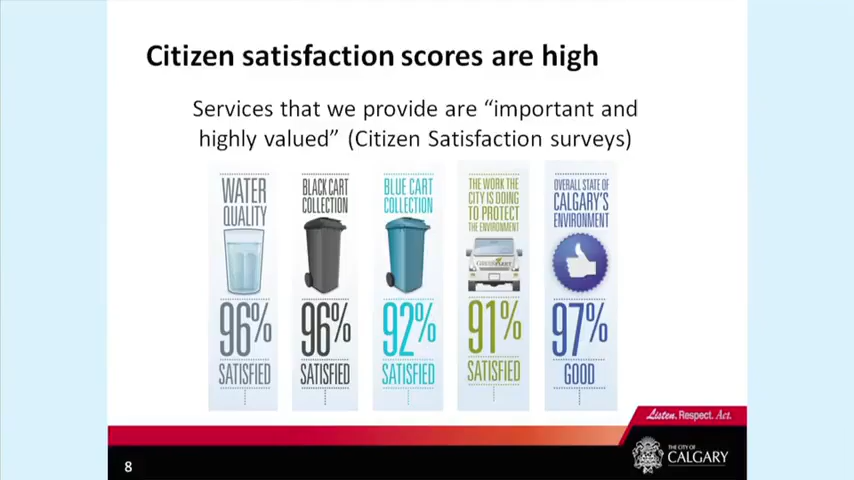 Citizen satisfaction scores are high
Services that we provide are “important and
highly valued” (Citizen Satisfaction surveys)
WATER
QUALITY
96%
SATISFIED
BLACK CART
COLLECTION
96%
SATISFIED
BLUE CART
COLLECTION
92%
SATISFIED
THE WORK THE
CITY IS DOING
TO PROTECT
THE ENVIRONMENT
91%
SATISFIED
OVERALL STATE OF
CALGARY'S
ENVIRONMENT
97%
GOOD
Listen. Respect. Act.
THE CITY OF
CALGARY
8